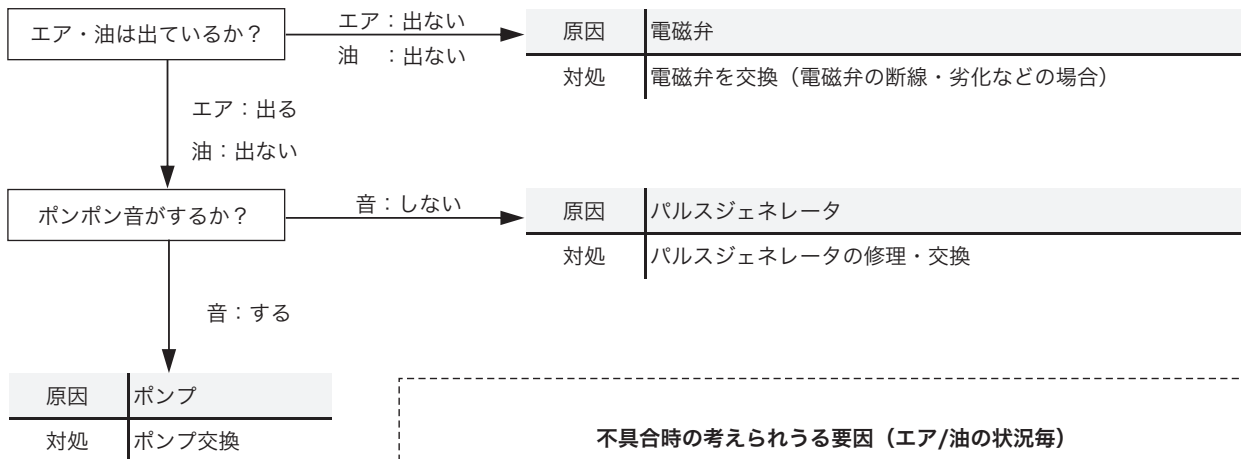 エア・油は出ているか？
エア：出ない
油　：出ない
原因　電磁弁
対処　電磁弁を交換（電磁弁の断線・劣化などの場合）
エア：出る
油：出ない
ポンポン音がするか？
音：しない
原因　パルスジェネレータ
対処　パルスジェネレータの修理・交換
音：する
原因　ポンプ
対処　ポンプ交換
不具合時の考えられうる要因（エア/油の状況毎）